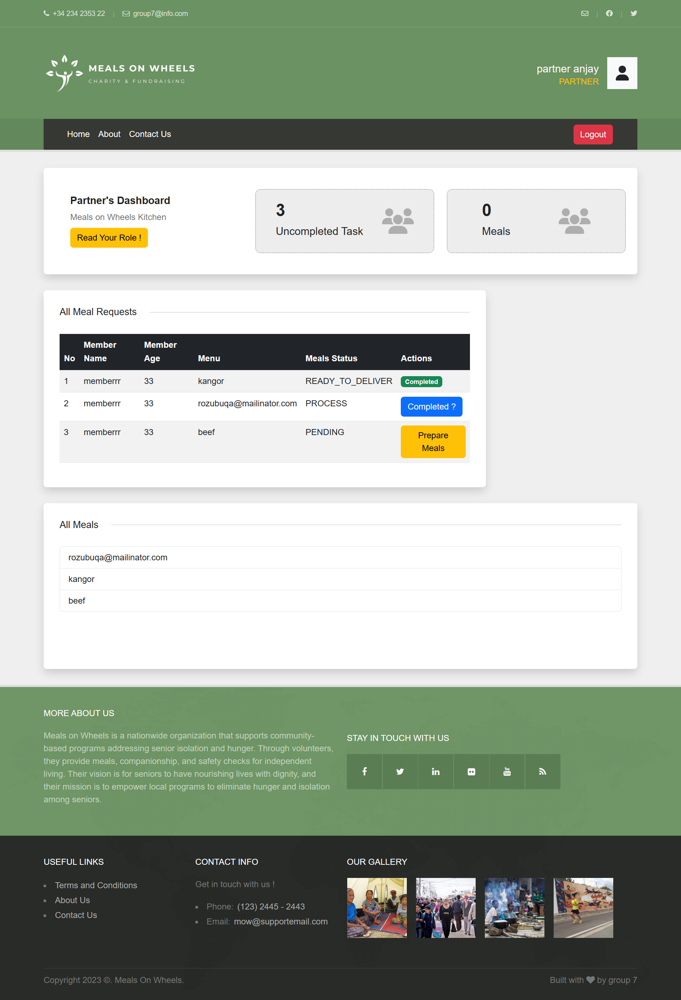 +34 234 2353 22 | group7@info.com | |
MEALS ON WHEELS
CHARITY & FUNDRAISING
partner anjay
PARTNER
Home About Contact Us Logout
Partner's Dashboard
Meals on Wheels Kitchen
Read Your Role !
3
Uncompleted Task
0
Meals
All Meal Requests
No Member Name Member Age Menu Meals Status Actions
1 memberrr 33 kangor READY_TO_DELIVER Completed
2 memberrr 33 rozubuqa@mailinator.com PROCESS Completed ?
3 memberrr 33 beef PENDING Prepare Meals
All Meals
rozubuqa@mailinator.com
kangor
beef
MORE ABOUT US
Meals on Wheels is a nationwide organization that supports community-
based programs addressing senior isolation and hunger. Through volunteers,
they provide meals, companionship, and safety checks for independent
living. Their vision is for seniors to have nourishing lives with dignity, and
their mission is to empower local programs to eliminate hunger and isolation
among seniors.
STAY IN TOUCH WITH US
You
Tube
USEFUL LINKS
Terms and Conditions
About Us
Contact Us
CONTACT INFO
Get in touch with us !
Phone: (123) 2445 - 2443
Email: mow@supportemail.com
OUR GALLERY
Copyright 2023 ©. Meals On Wheels.
Built with by group 7